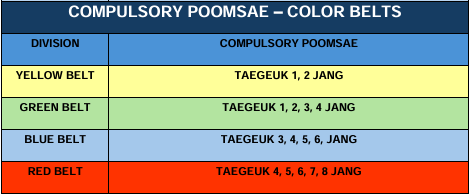 COMPULSORY POOMSAE – COLOR BELTS
DIVISION COMPULSORY POOMSAE
YELLOW BELT TAEGEUK 1, 2 JANG
GREEN BELT TAEGEUK 1, 2, 3, 4 JANG
BLUE BELT TAEGEUK 3, 4, 5, 6, JANG
RED BELT TAEGEUK 4, 5, 6, 7, 8 JANG